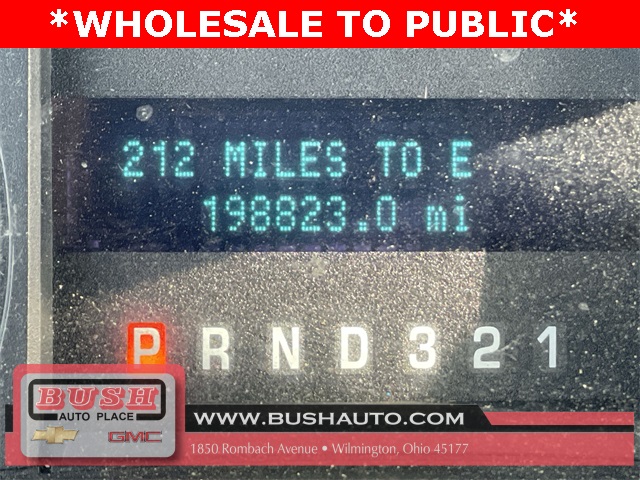 *WHOLESALE TO PUBLIC*
212 MILES TO E
198823.0 mi
P R N D 3 2 1
BUSH
AUTO PLACE
GMC
WWW.BUSHAUTO.COM
1850 Rombach Avenue • Wilmington, Ohio 45177